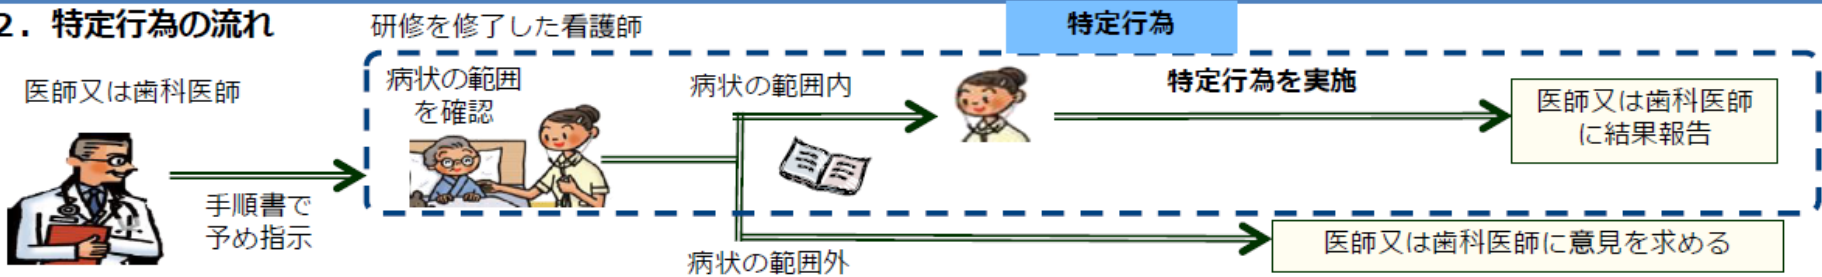 2. 特定行為の流れ
研修を修了した看護師
特定行為
医師又は歯科医師
病状の範囲
を確認
病状の範囲内
特定行為を実施
医師又は歯科医師
に結果報告
手順書で
予め指示
病状の範囲外
医師又は歯科医師に意見を求める